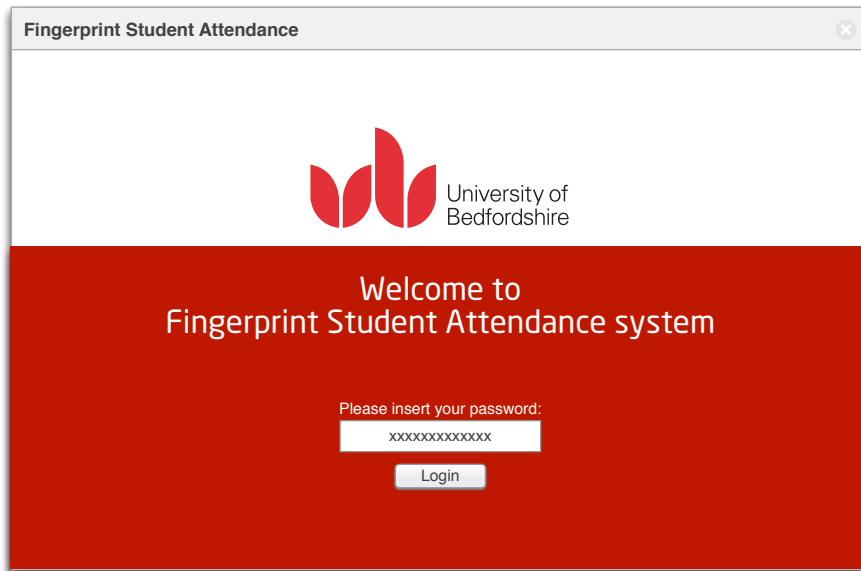 Fingerprint Student Attendance
University of
Bedfordshire
Welcome to
Fingerprint Student Attendance system
Please insert your password:
xxxxxxxxxxxxx
Login